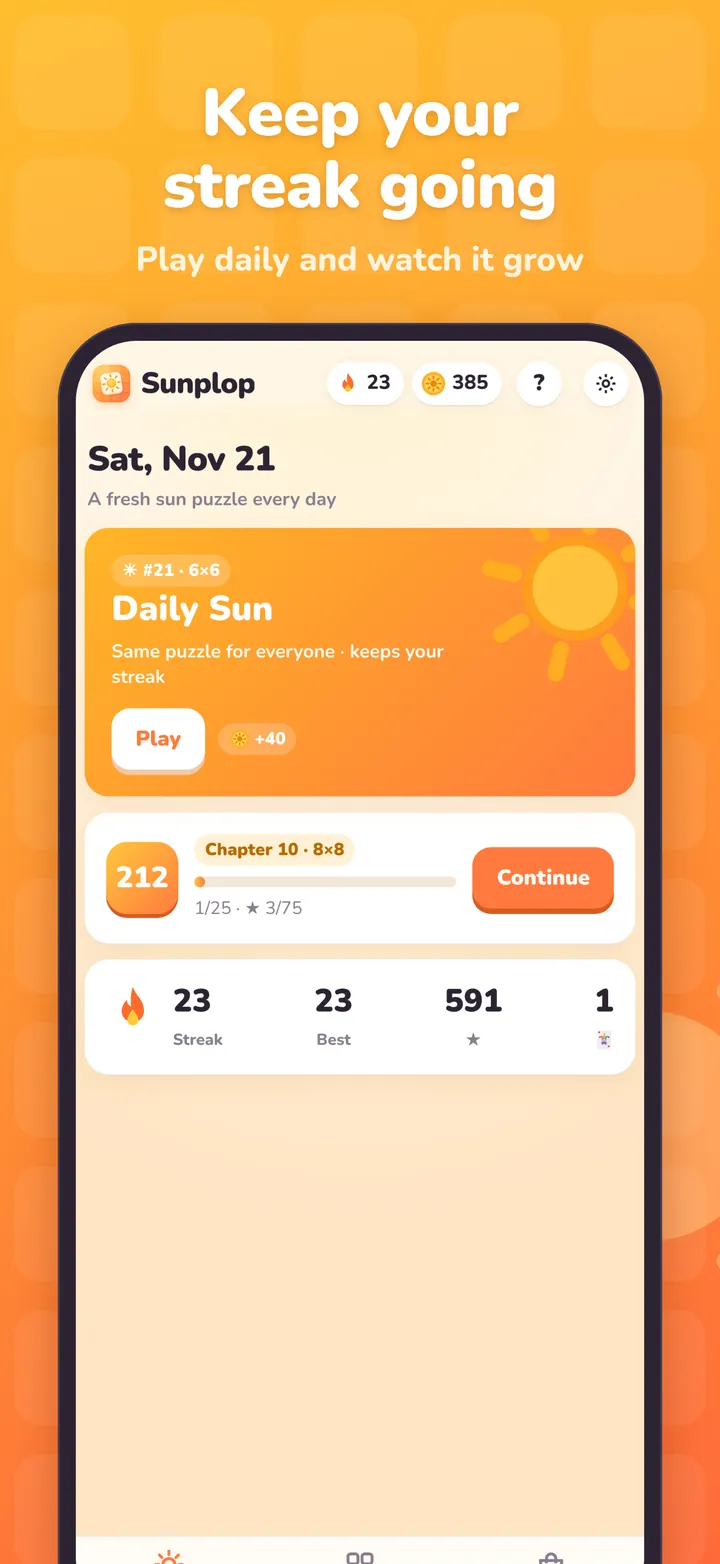 Keep your
streak going
Play daily and watch it grow
Sunplop
23
385
?
Sat, Nov 21
A fresh sun puzzle every day
☀ #21 · 6×6
Daily Sun
Same puzzle for everyone · keeps your
streak
Play
+40
212
Chapter 10 · 8×8
1/25 · ★ 3/75
Continue
23
23
591
1
Streak
Best
★